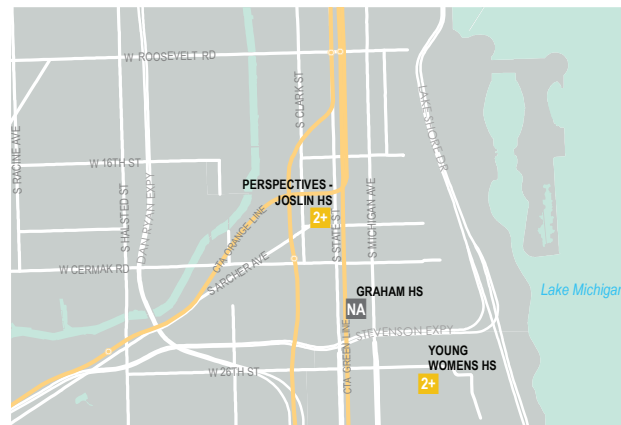 W ROOSEVELT RD
S CLARK ST
LAKE SHORE DR
S RACINE AVE
W 16TH ST
PERSPECTIVES -
JOSLIN HS
2+
S HALSTED ST
DAN RYAN EXPY
CTA ORANGE LINE
S STATE ST
S MICHIGAN AVE
W CERMAK RD
S ARCHER AVE
Lake Michigan
GRAHAM HS
NA
STEVENSON EXPY
CTA GREEN LINE
YOUNG
WOMENS HS
W 26TH ST
2+